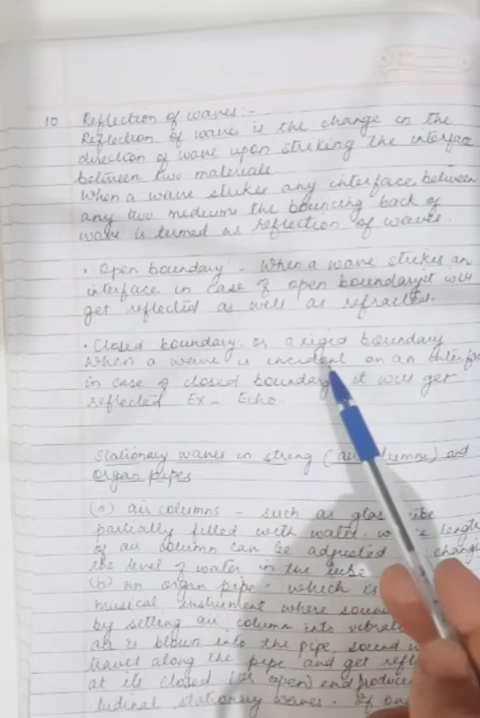 10 Reflection of waves:-
Reflection of waves is the change in the
direction of wave upon striking the interface
between two materials
When a wave strikes any interface between
any two mediums the bouncing back of
wave is termed as reflection of waves.
• Open boundary - When a wave strikes an
interface in case of open boundary it will
get reflected as well as refracted.
• Closed boundary or a rigid boundary
When a wave is incident on an
in case of closed boundary it will get
reflected Ex - Echo.
Stationary waves in string ( and
organ pipes
(a) air columns - such as
partially filled with water length
of air column can be adjusted
the level of water in the tube
(b) an organ pipe - which is
musical instrument where
by setting air column into
air is blown into the pipe, sound
travels along the pipe and get
at its closed (or open) end
stationary waves. If